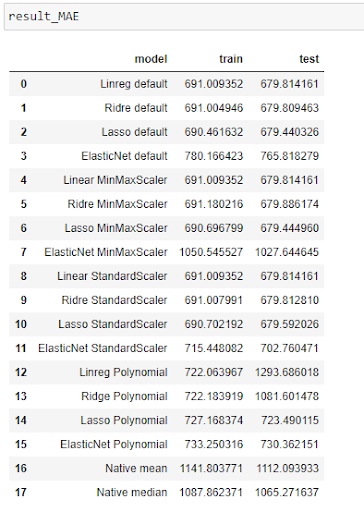 result_MAE
model train test
0 Linreg default 691.009352 679.814161
1 Ridre default 691.004946 679.809463
2 Lasso default 690.461632 679.440326
3 ElasticNet default 780.166423 765.818279
4 Linear MinMaxScaler 691.009352 679.814161
5 Ridre MinMaxScaler 691.180216 679.886174
6 Lasso MinMaxScaler 690.696799 679.444960
7 ElasticNet MinMaxScaler 1050.545527 1027.644645
8 Linear StandardScaler 691.009352 679.814161
9 Ridre StandardScaler 691.007991 679.812810
10 Lasso StandardScaler 690.702192 679.592026
11 ElasticNet StandardScaler 715.448082 702.760471
12 Linreg Polynomial 722.063967 1293.686018
13 Ridge Polynomial 722.183919 1081.601478
14 Lasso Polynomial 727.168374 723.490115
15 ElasticNet Polynomial 733.250316 730.362151
16 Native mean 1141.803771 1112.093933
17 Native median 1087.862371 1065.271637